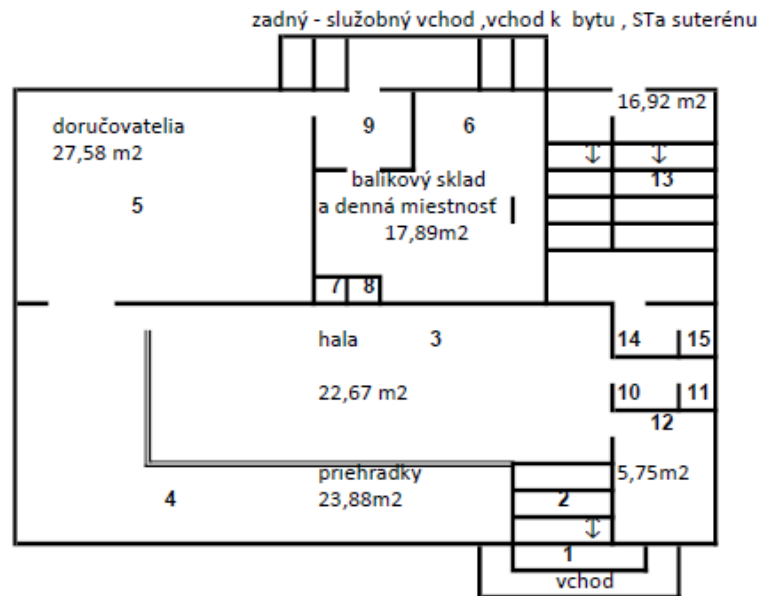 zadný - služobný vchod ,vchod k  bytu , STa suterénu
16,92 m2
doručovatelia
27,58 m2
9
6
balikový sklad
13
5
a denná miestnosť
17,89m2
7
8
hala
3
14
15
22,67 m2
10
11
12
priehradky
5,75m2
4
23,88m2
2
1
vchod